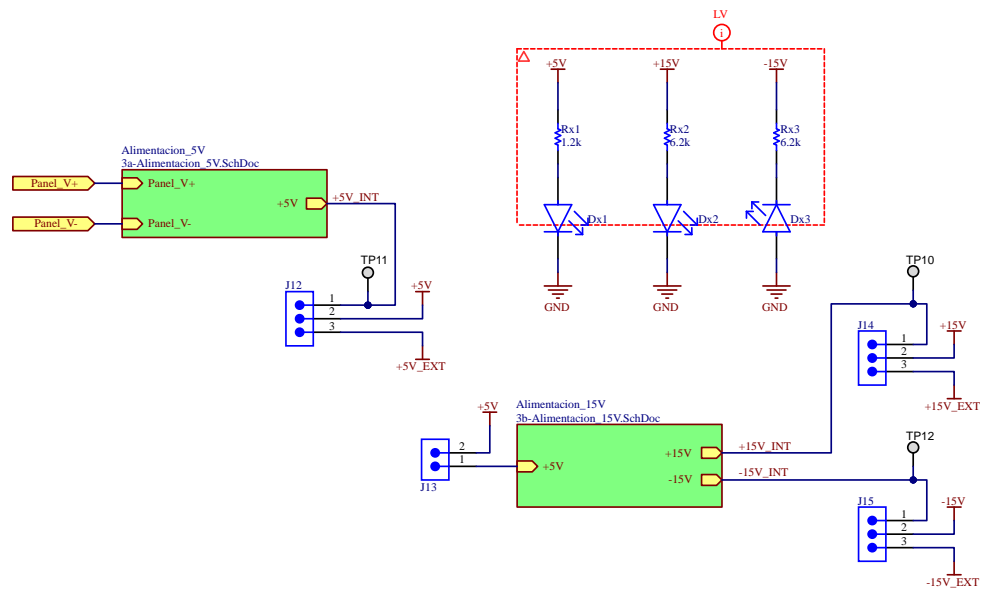 LV
i
+5V
+15V
-15V
Rx1
1.2k
Rx2
6.2k
Rx3
6.2k
Dx1
Dx2
Dx3
GND
GND
GND
Alimentacion_5V
3a-Alimentacion_5V.SchDoc
Panel_V+
Panel_V+
Panel_V-
Panel_V-
+5V
+5V_INT
TP11
J12
1
2
3
+5V
+5V_EXT
TP10
J14
1
2
3
+15V
+15V_EXT
+5V
2
1
J13
Alimentacion_15V
3b-Alimentacion_15V.SchDoc
+5V
+15V
+15V_INT
-15V
-15V_INT
TP12
J15
1
2
3
-15V
-15V_EXT